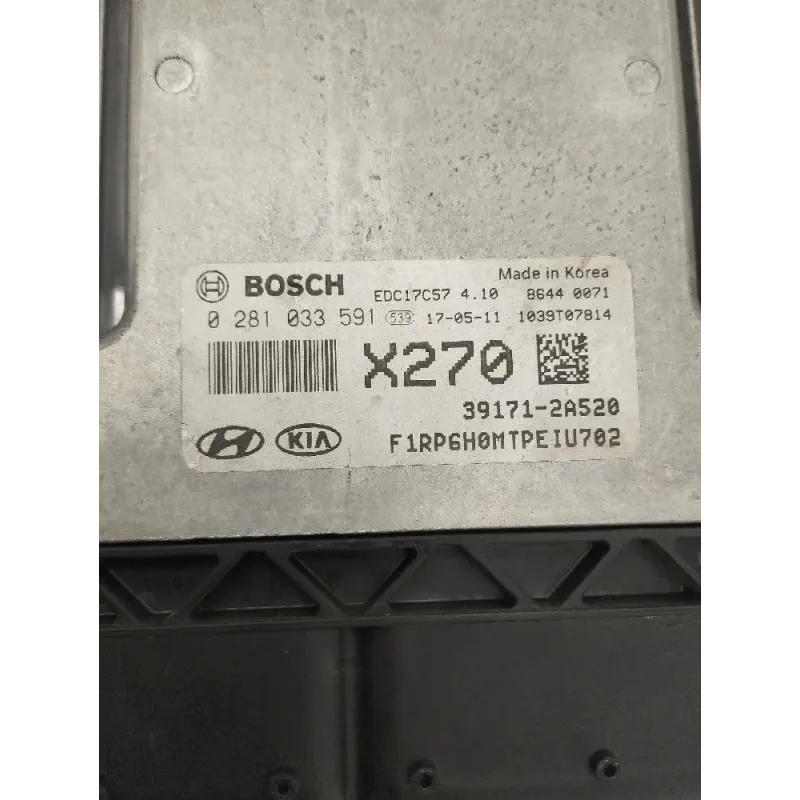 Made in Korea
BOSCH EDC17C57 4.10 8644 0071
0 281 033 591 539 17-05-11 1039T07814
X270
39171-2A520
KIA F1RP6H0MTPEIU702